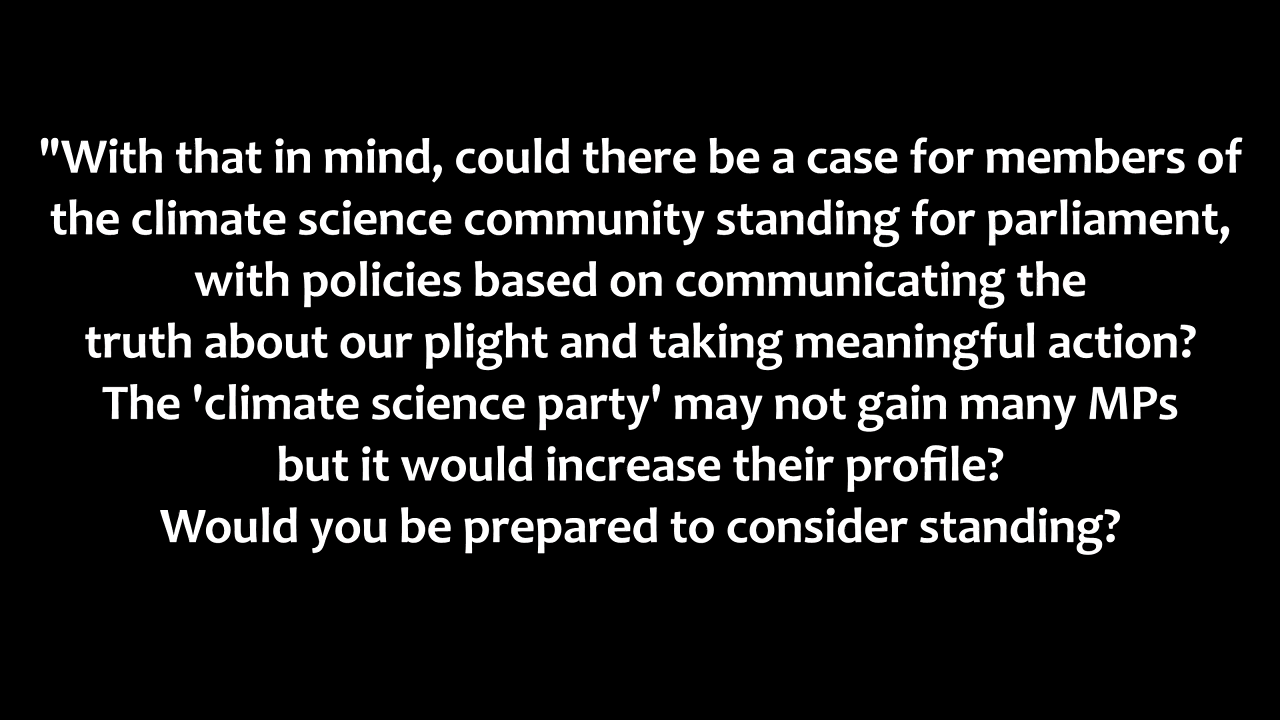 "With that in mind, could there be a case for members of
the climate science community standing for parliament,
with policies based on communicating the
truth about our plight and taking meaningful action?
The 'climate science party' may not gain many MPs
but it would increase their profile?
Would you be prepared to consider standing?